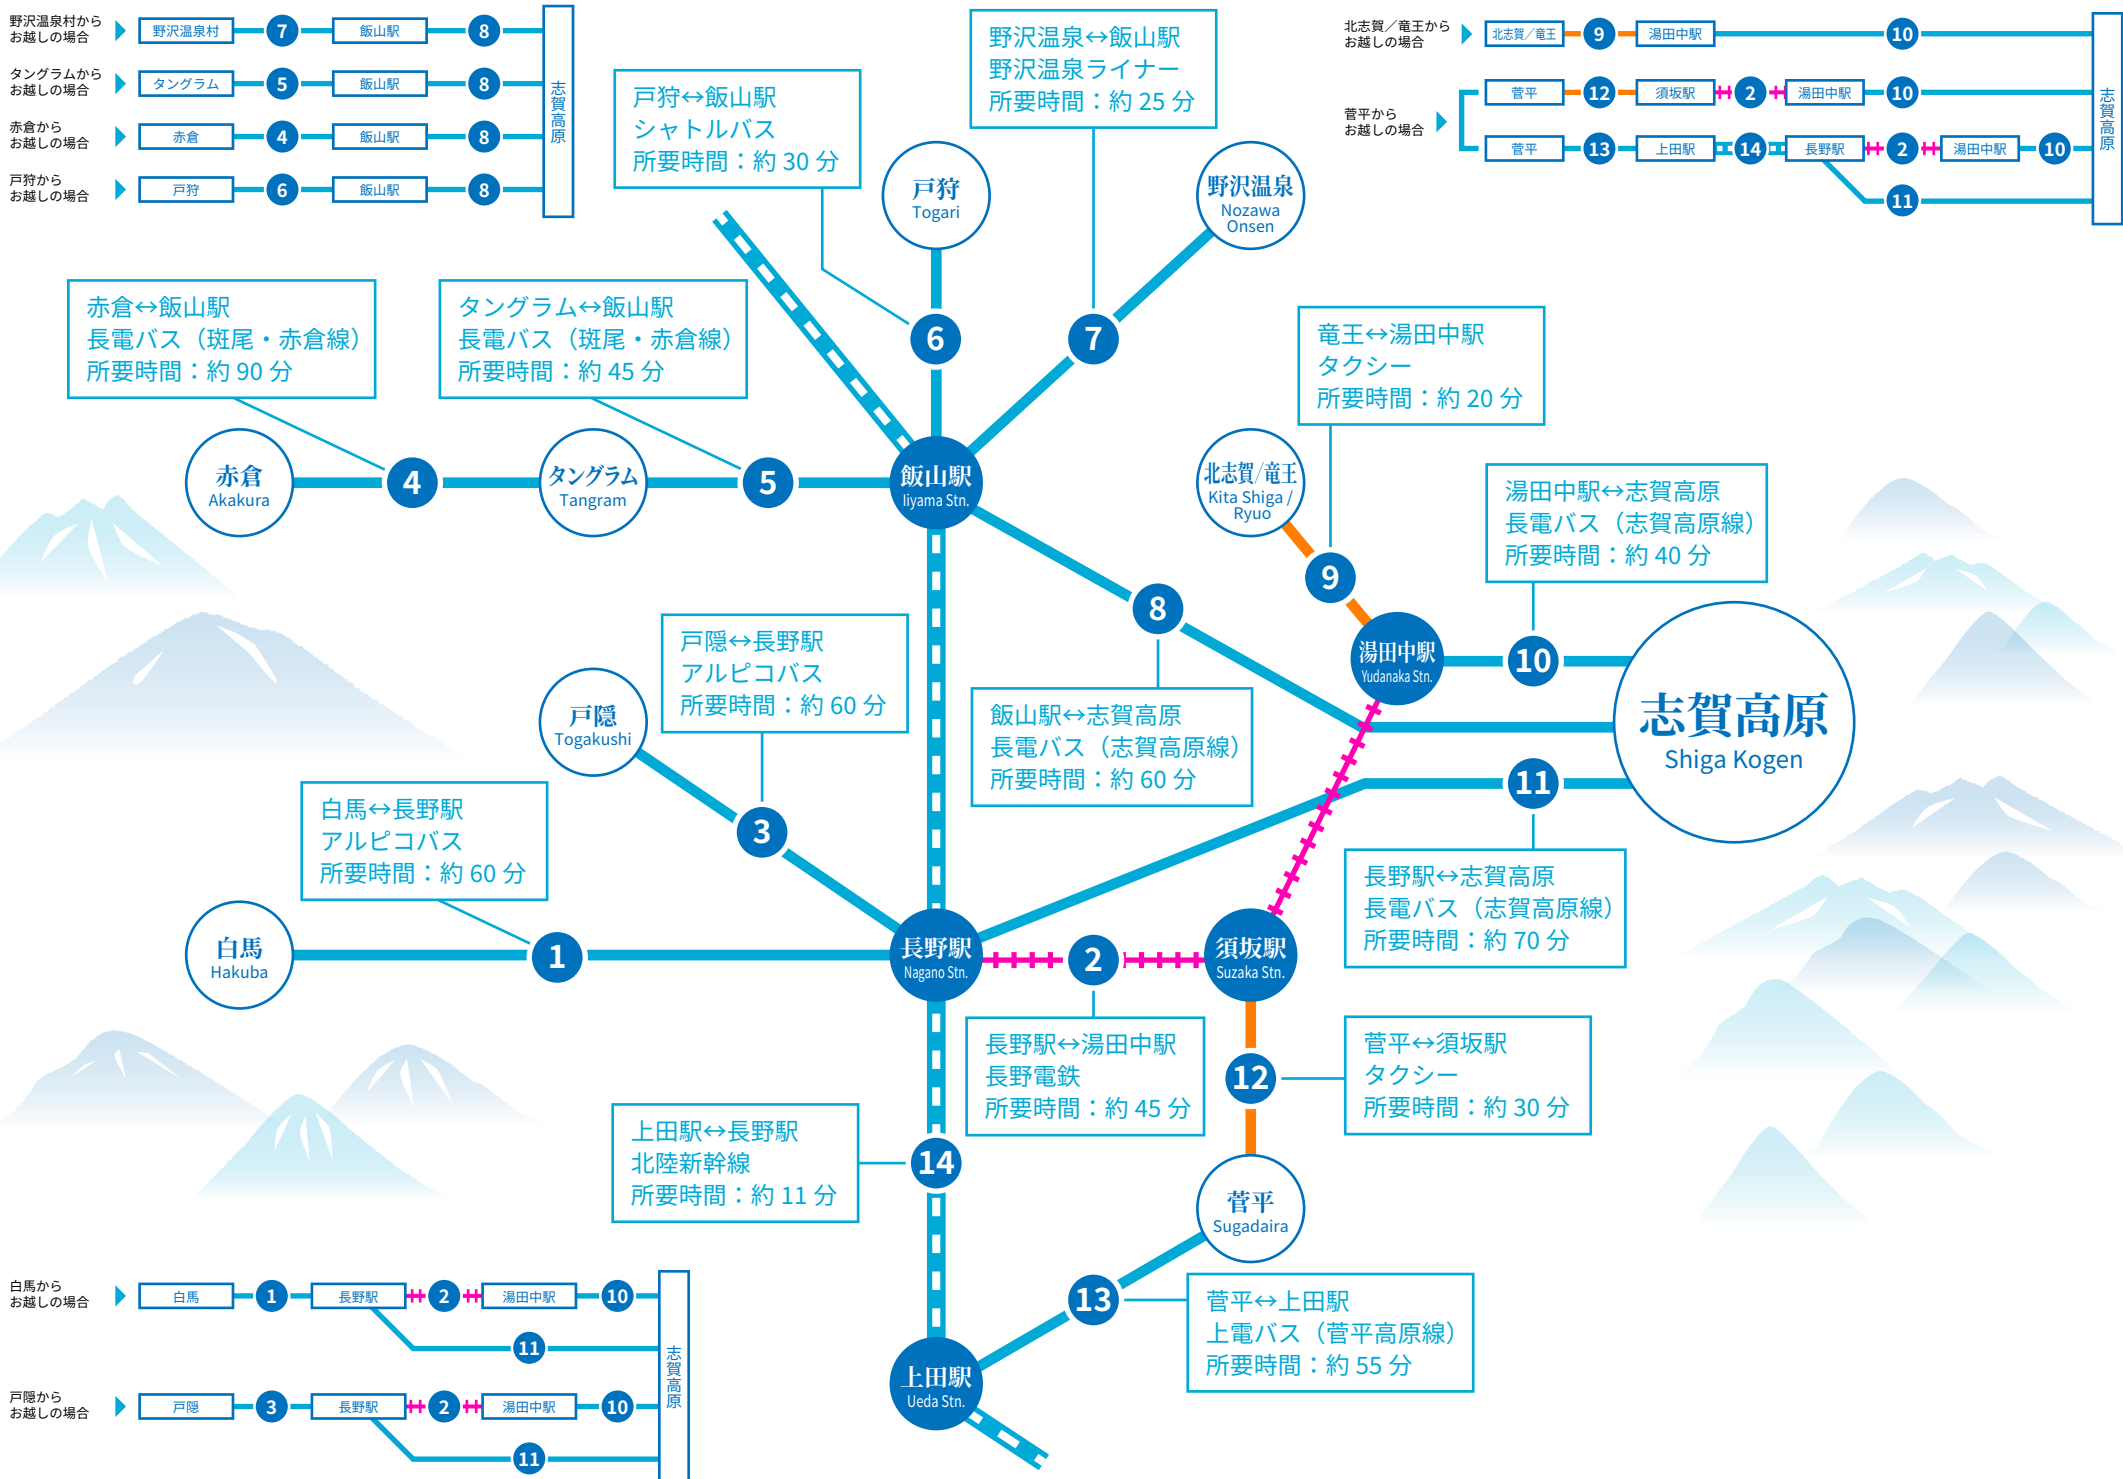 野沢温泉村から
お越しの場合
野沢温泉村
7
飯山駅
8
タングラムから
お越しの場合
タングラム
5
飯山駅
8
赤倉から
お越しの場合
赤倉
4
飯山駅
8
戸狩から
お越しの場合
戸狩
6
飯山駅
8
志賀高原
北志賀／竜王から
お越しの場合
北志賀／竜王
9
湯田中駅
10
菅平から
お越しの場合
菅平
12
須坂駅
2
湯田中駅
10
菅平
13
上田駅
14
長野駅
2
湯田中駅
10
11
志賀高原
戸狩↔飯山駅
シャトルバス
所要時間：約 30 分
野沢温泉↔飯山駅
野沢温泉ライナー
所要時間：約 25 分
戸狩
Togari
野沢温泉
Nozawa
Onsen
赤倉↔飯山駅
長電バス（斑尾・赤倉線）
所要時間：約 90 分
タングラム↔飯山駅
長電バス（斑尾・赤倉線）
所要時間：約 45 分
6
7
竜王↔湯田中駅
タクシー
所要時間：約 20 分
赤倉
Akakura
4
タングラム
Tangram
5
飯山駅
Iiyama Stn.
北志賀/竜王
Kita Shiga /
Ryuo
9
湯田中駅↔志賀高原
長電バス（志賀高原線）
所要時間：約 40 分
8
戸隠↔長野駅
アルピコバス
所要時間：約 60 分
湯田中駅
Yudanaka Stn.
10
志賀高原
Shiga Kogen
戸隠
Togakushi
飯山駅↔志賀高原
長電バス（志賀高原線）
所要時間：約 60 分
11
3
白馬↔長野駅
アルピコバス
所要時間：約 60 分
長野駅↔志賀高原
長電バス（志賀高原線）
所要時間：約 70 分
白馬
Hakuba
1
長野駅
Nagano Stn.
2
須坂駅
Suzaka Stn.
長野駅↔湯田中駅
長野電鉄
所要時間：約 45 分
12
菅平↔須坂駅
タクシー
所要時間：約 30 分
上田駅↔長野駅
北陸新幹線
所要時間：約 11 分
14
菅平
Sugadaira
13
菅平↔上田駅
上電バス（菅平高原線）
所要時間：約 55 分
上田駅
Ueda Stn.
白馬から
お越しの場合
白馬
1
長野駅
2
湯田中駅
10
11
戸隠から
お越しの場合
戸隠
3
長野駅
2
湯田中駅
10
11
志賀高原